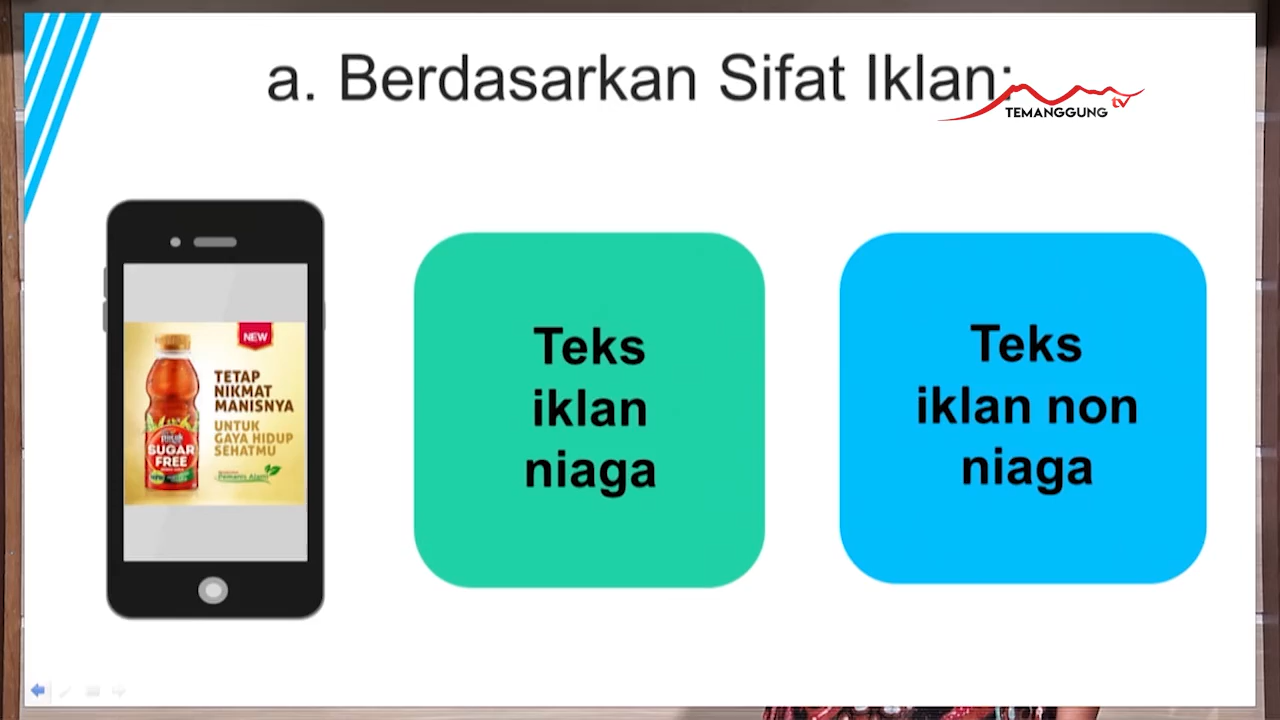 a. Berdasarkan Sifat Iklan:
TEMANGGUNG tv
NEW
TETAP
NIKMAT
MANISNYA
UNTUK
GAYA HIDUP
SEHATMU
Pemanis Alami
SUGAR
FREE
Teks
iklan
niaga
Teks
iklan non
niaga